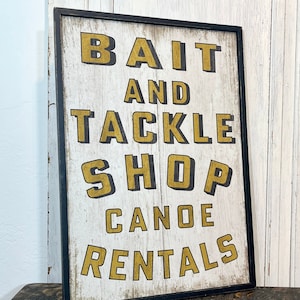 BAIT
AND
TACKLE
SHOP
CANOE
RENTALS